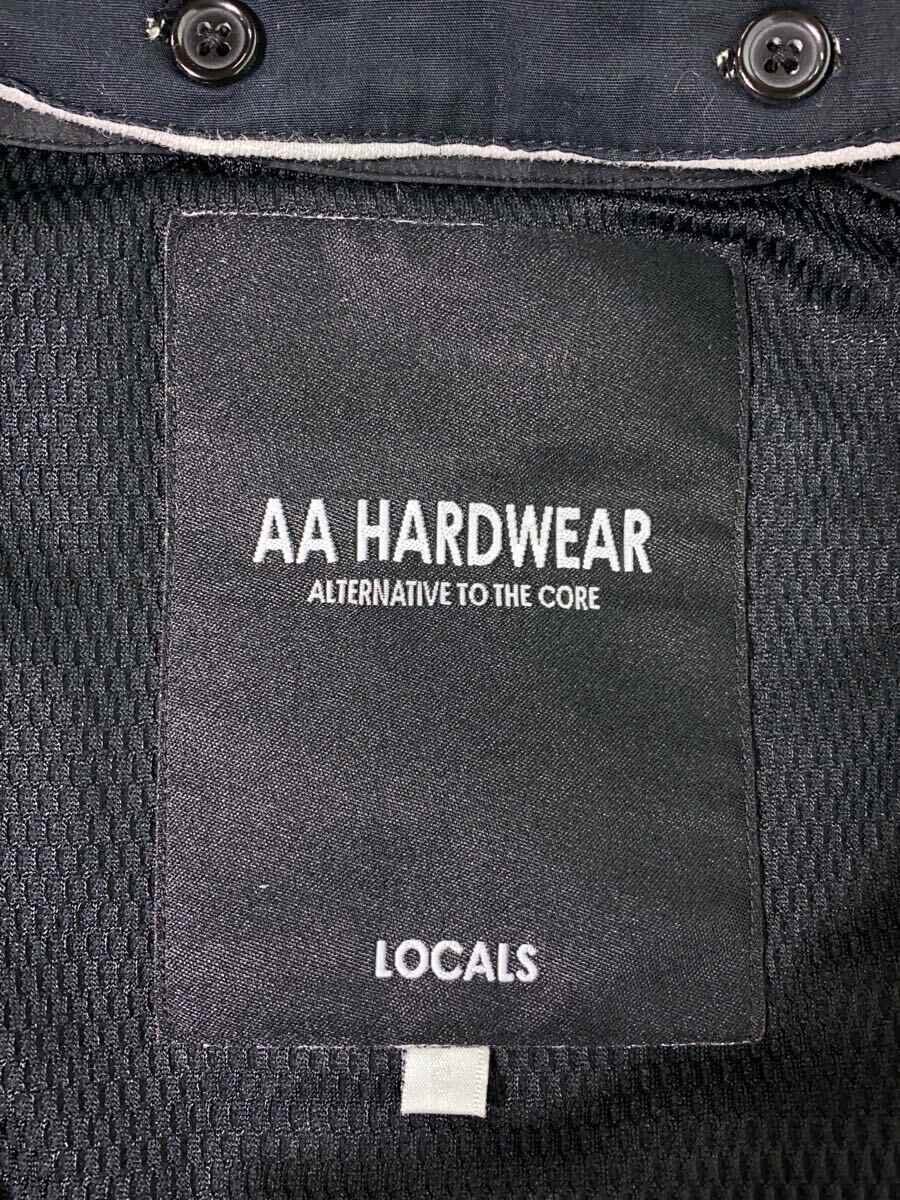 AA HARDWEAR
ALTERNATIVE TO THE CORE
LOCALS